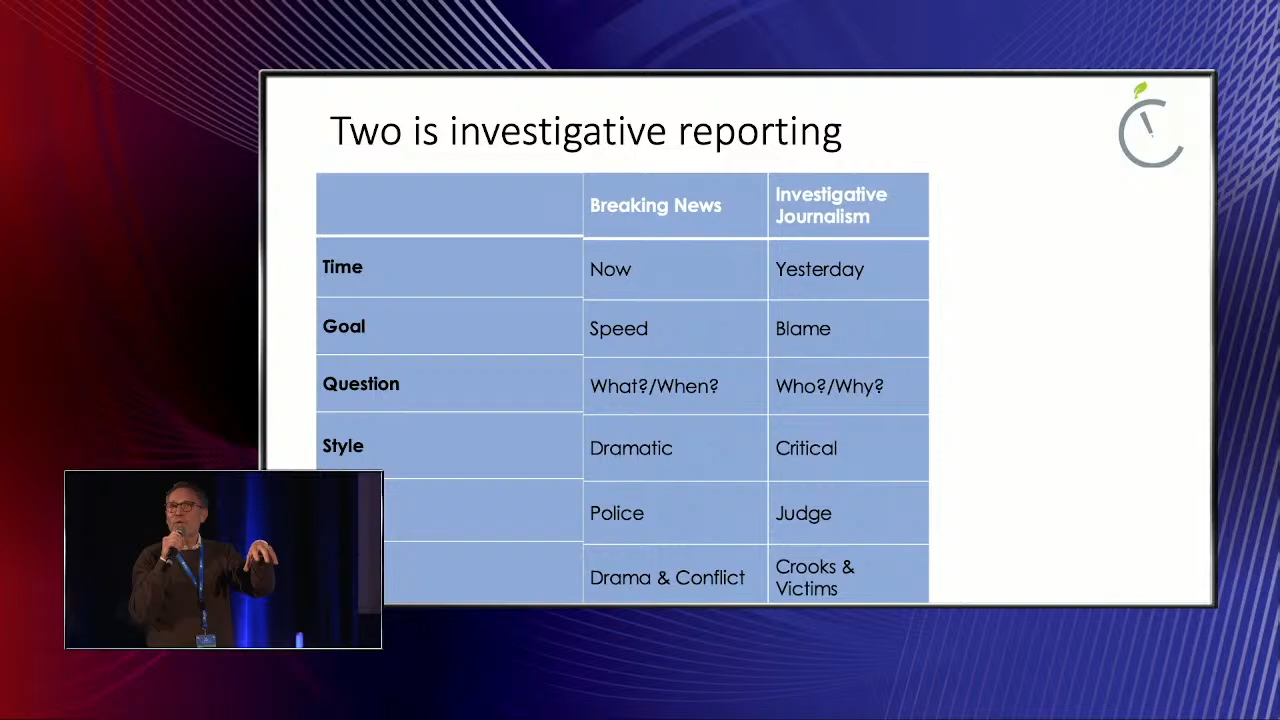 Two is investigative reporting
Breaking News
Investigative
Journalism
Time
Now
Yesterday
Goal
Speed
Blame
Question
What?/When?
Who?/Why?
Style
Dramatic
Critical
Police
Judge
Drama & Conflict
Crooks &
Victims